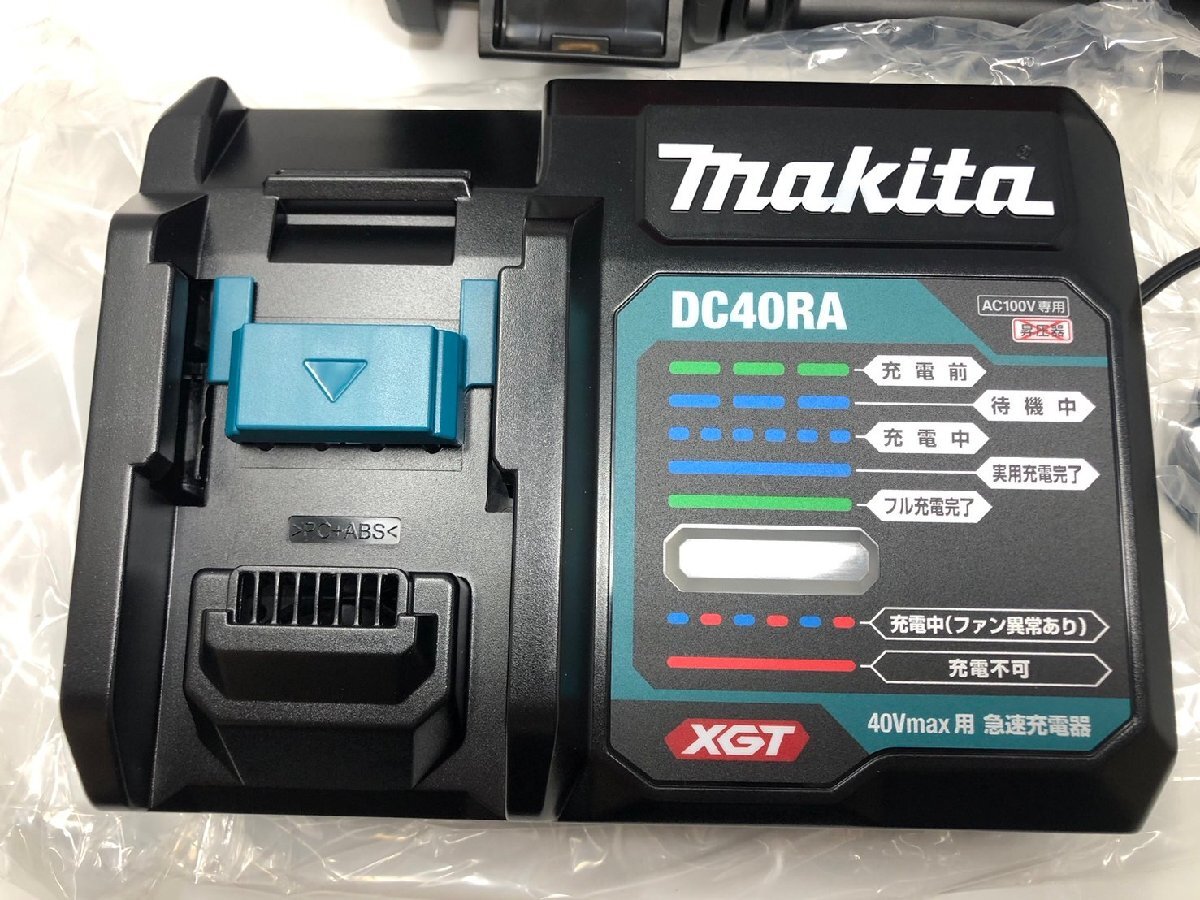 makita
DC40RA
AC100V専用
昇圧器
充電前
待機中
充電中
実用充電完了
フル充電完了
>PC+ABS<
充電中(ファン異常あり)
充電不可
XGT
40Vmax用 急速充電器